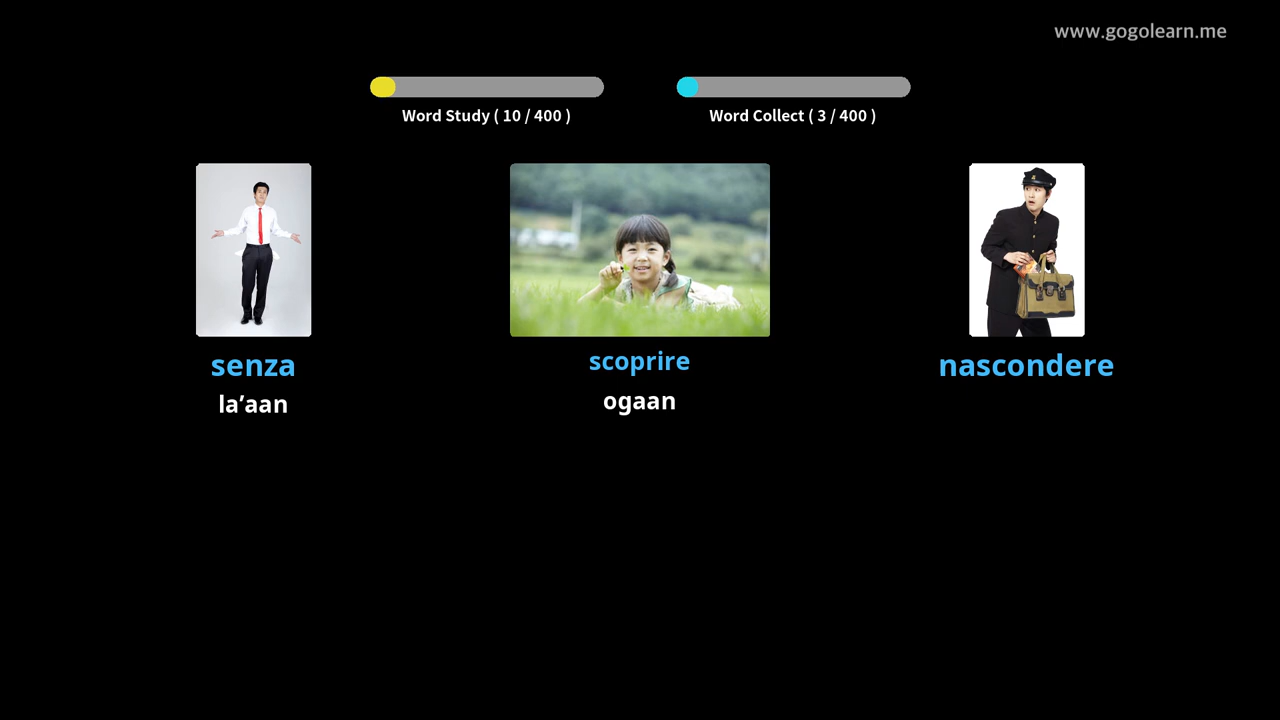 www.gogolearn.me
Word Study ( 10 / 400 )
Word Collect ( 3 / 400 )
senza
la’aan
scoprire
ogaan
nascondere